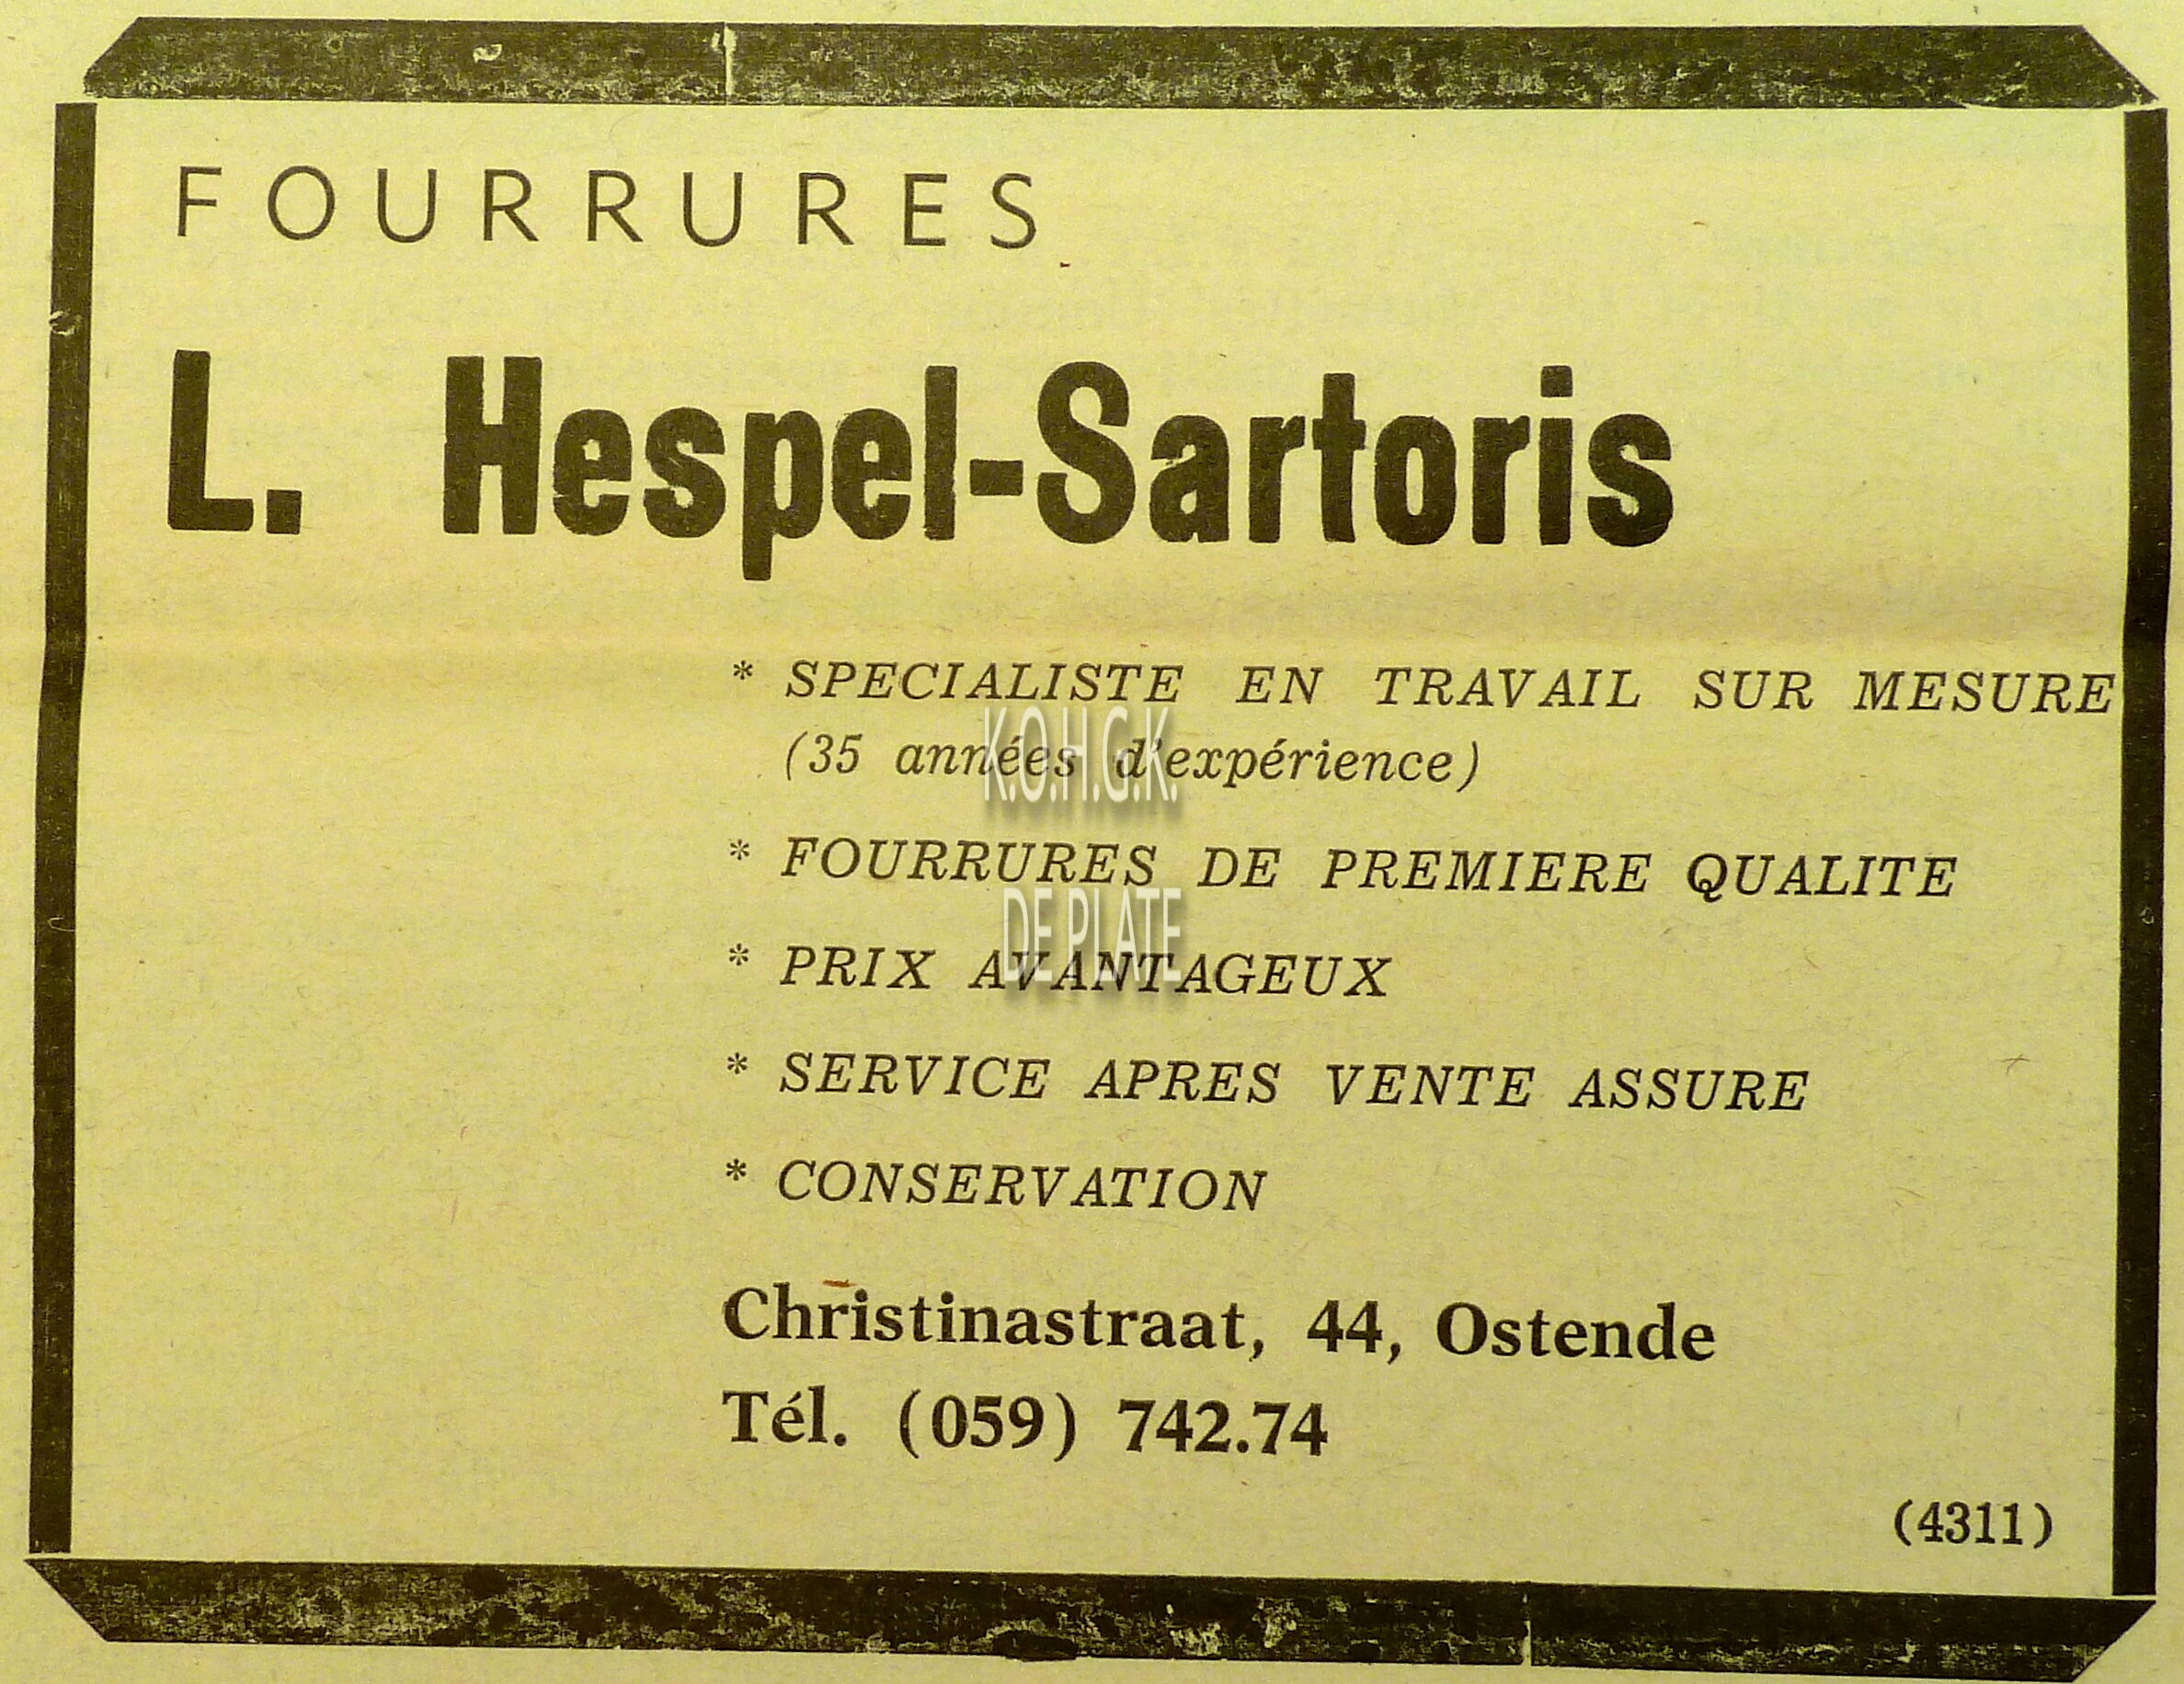 FOURRURES
L. Hespel-Sartoris
* SPECIALISTE EN TRAVAIL SUR MESURE
(35 années d'expérience)
* FOURRURES DE PREMIERE QUALITE
* PRIX AVANTAGEUX
* SERVICE APRES VENTE ASSURE
* CONSERVATION
Christinastraat, 44, Ostende
Tél. (059) 742.74
(4311)
K.O.H.G.K.
DE PLATE